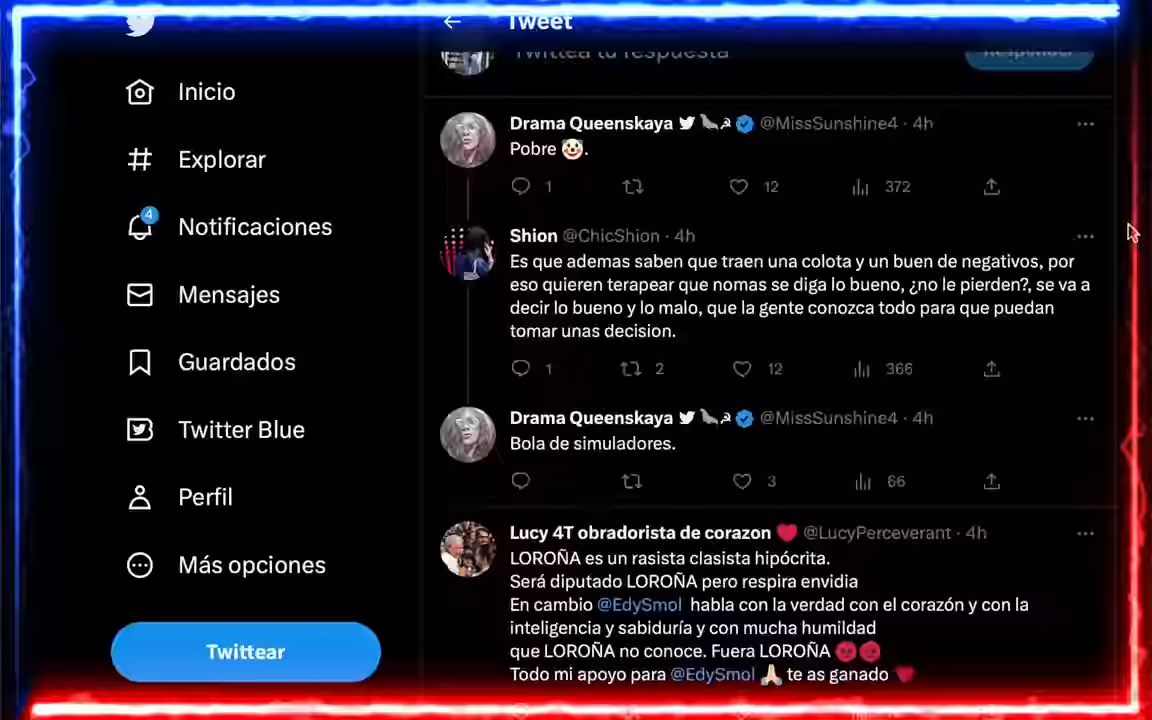 Tweet
Twittea tu respuesta
Responder
Inicio
Explorar
4
Notificaciones
Mensajes
Guardados
Twitter Blue
Perfil
Más opciones
Twittear
Drama Queenskaya @MissSunshine4 · 4h
Pobre 🤡.
1 12 372
Shion @ChicShion · 4h
Es que ademas saben que traen una colota y un buen de negativos, por
eso quieren terapear que nomas se diga lo bueno, ¿no le pierden?, se va a
decir lo bueno y lo malo, que la gente conozca todo para que puedan
tomar unas decision.
1 2 12 366
Drama Queenskaya @MissSunshine4 · 4h
Bola de simuladores.
3 66
Lucy 4T obradorista de corazon ❤️ @LucyPerceverant · 4h
LOROÑA es un rasista clasista hipócrita.
Será diputado LOROÑA pero respira envidia
En cambio @EdySmol habla con la verdad con el corazón y con la
inteligencia y sabiduría y con mucha humildad
que LOROÑA no conoce. Fuera LOROÑA 😡😡
Todo mi apoyo para @EdySmol 🙏🏻 te as ganado ❤️